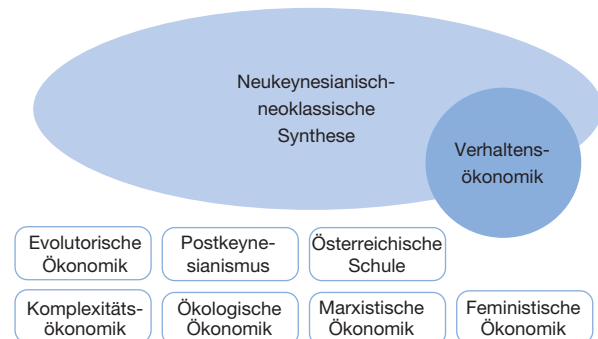 Neukeynesianisch-
neoklassische
Synthese
Verhaltens-
ökonomik
Evolutorische
Ökonomik
Postkeyne-
sianismus
Österreichische
Schule
Komplexitäts-
ökonomik
Ökologische
Ökonomik
Marxistische
Ökonomik
Feministische
Ökonomik